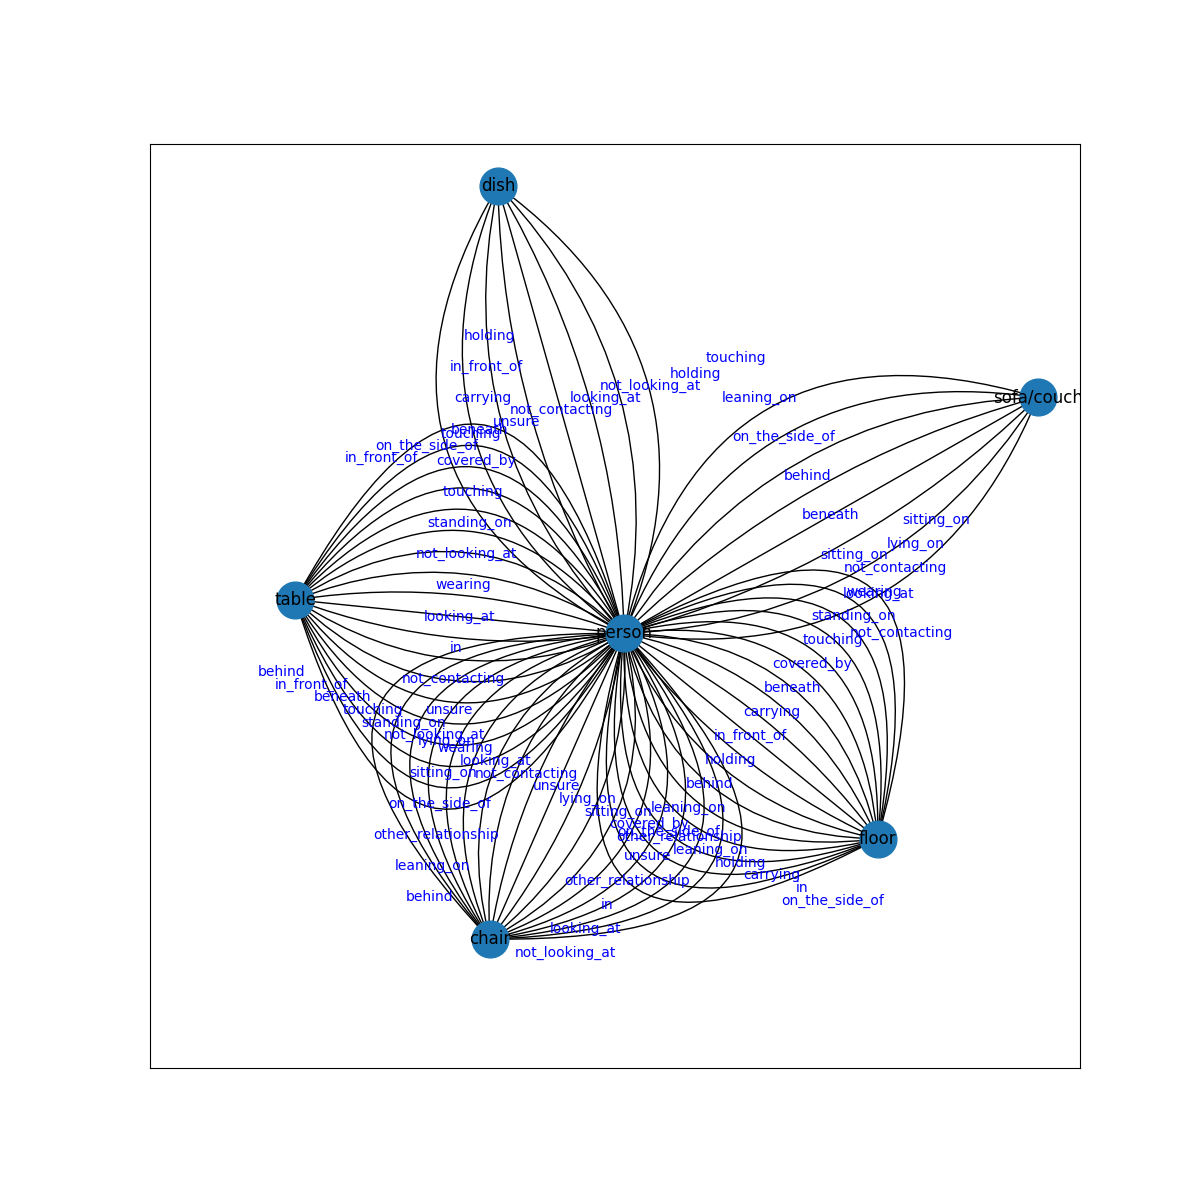 dish
holding
touching
in_front_of
holding
not_looking_at
carrying
looking_at
leaning_on
sofa/couch
not_contacting
unsure
beneath
touching
on_the_side_of
on_the_side_of
in_front_of
covered_by
behind
touching
beneath
standing_on
sitting_on
not_looking_at
lying_on
sitting_on
not_contacting
wearing
wearing
looking_at
table
looking_at
standing_on
person
not_contacting
touching
in
covered_by
behind
not_contacting
in_front_of
beneath
beneath
touching
unsure
carrying
standing_on
not_looking_at
in_front_of
lying_on
wearing
looking_at
holding
sitting_on
not_contacting
unsure
behind
lying_on
on_the_side_of
leaning_on
sitting_on
covered_by
on_the_side_of
other_relationship
other_relationship
floor
leaning_on
unsure
holding
leaning_on
carrying
other_relationship
in
behind
on_the_side_of
in
looking_at
chair
not_looking_at